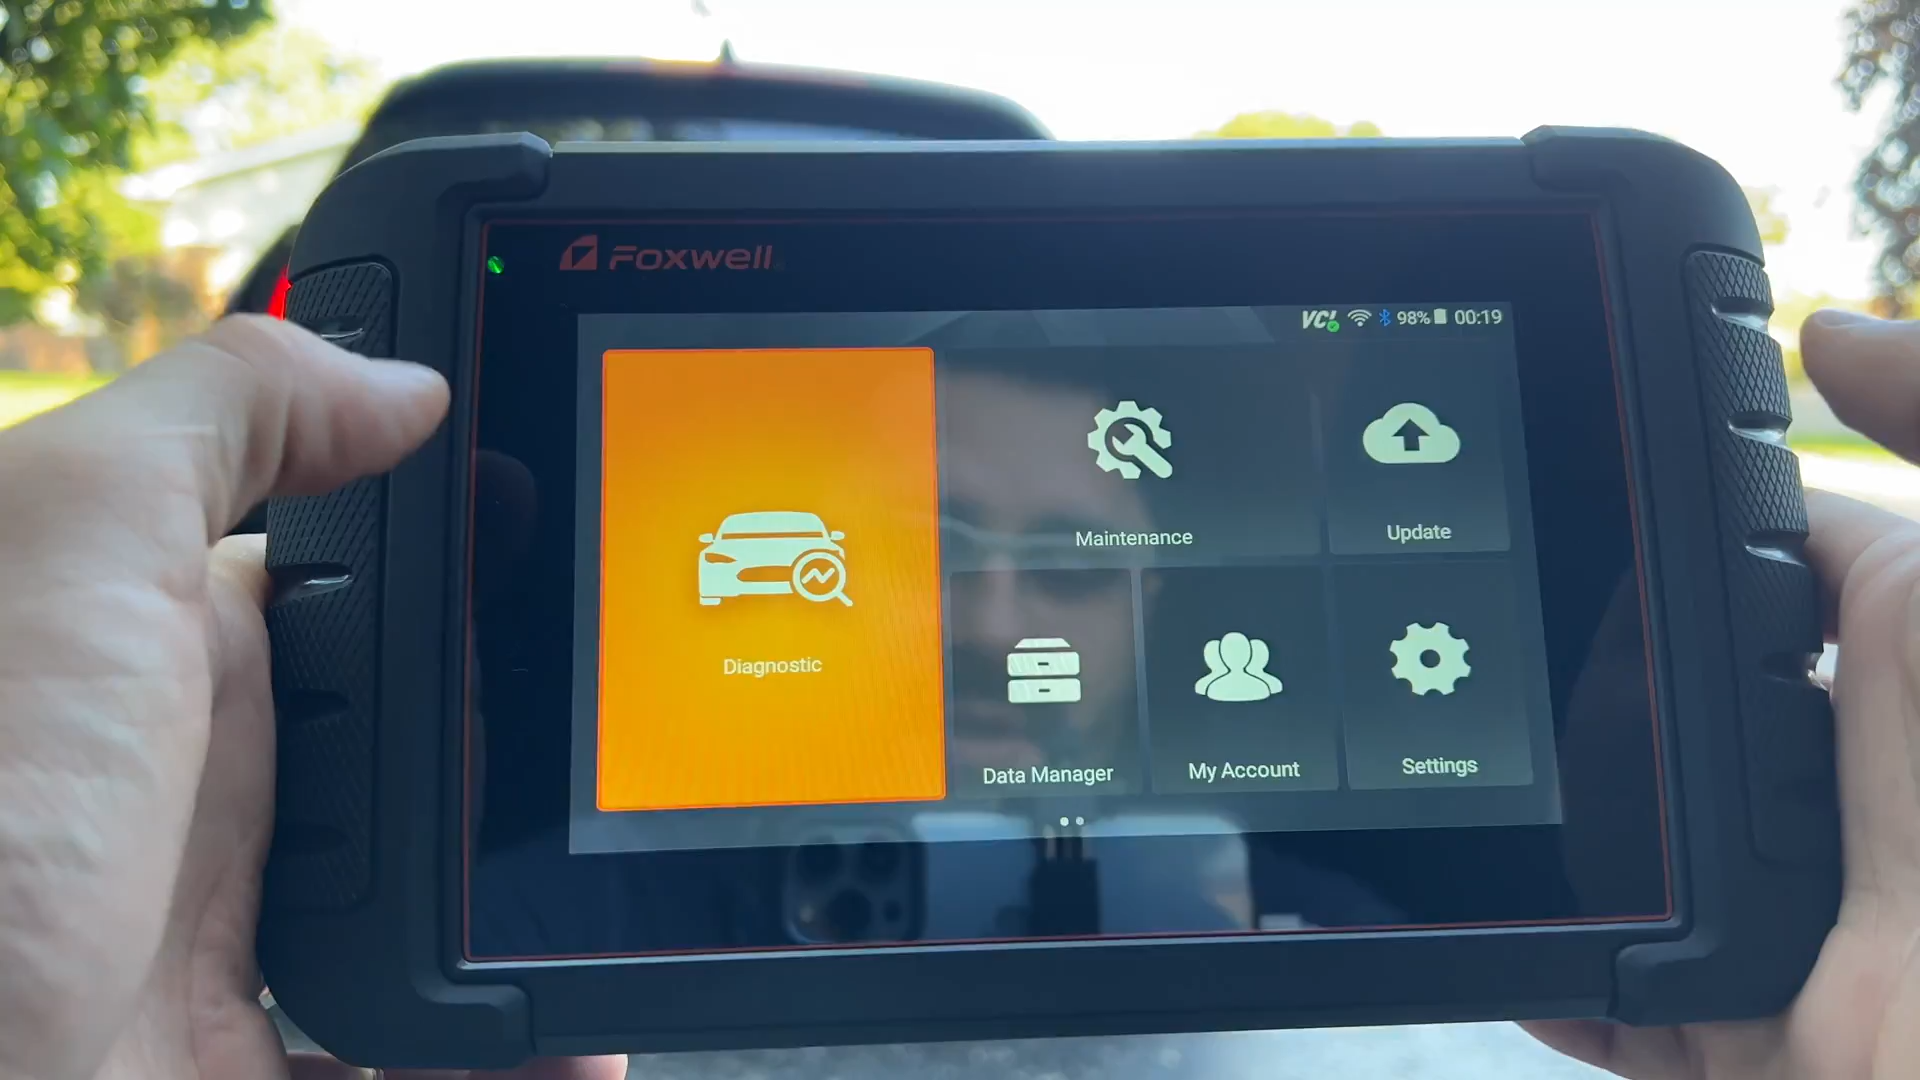 Foxwell
VCI 98% 00:19
Diagnostic
Maintenance
Update
Data Manager
My Account
Settings